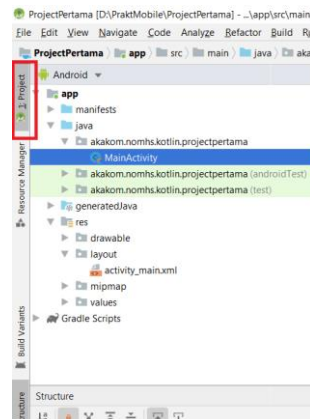 ProjectPertama [D:\PraktMobile\ProjectPertama] - ...\app\src\main
File Edit View Navigate Code Analyze Refactor Build R
ProjectPertama app src main java aka
1: Project
Android
app
manifests
java
akakom.nomhs.kotlin.projectpertama
MainActivity
akakom.nomhs.kotlin.projectpertama (androidTest)
akakom.nomhs.kotlin.projectpertama (test)
generatedJava
res
drawable
layout
activity_main.xml
mipmap
values
Gradle Scripts
Resource Manager
Build Variants
ructure
Structure